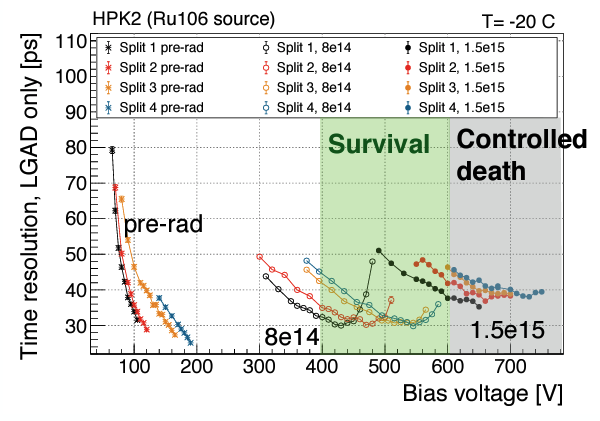 HPK2 (Ru106 source)
T= -20 C
Time resolution, LGAD only [ps]
110
100
90
80
70
60
50
40
30
Split 1 pre-rad
Split 2 pre-rad
Split 3 pre-rad
Split 4 pre-rad
Split 1, 8e14
Split 2, 8e14
Split 3, 8e14
Split 4, 8e14
Split 1, 1.5e15
Split 2, 1.5e15
Split 3, 1.5e15
Split 4, 1.5e15
Survival
Controlled
death
pre-rad
8e14
1.5e15
100 200 300 400 500 600 700
Bias voltage [V]